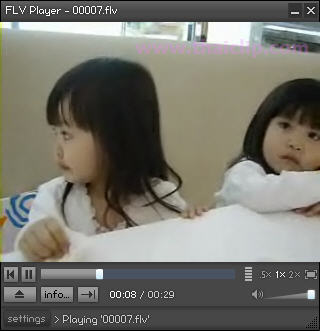 FLV Player - 00007.flv
.5× 1× 2×
info...
00:08 / 00:29
settings
> Playing '00007.flv'